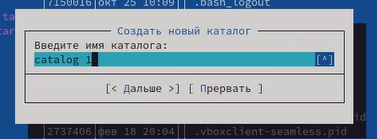 7150016│окт 25 10:09│ .bash_logout
Создать новый каталог
Введите имя каталога:
catalog 1 [^]
[< Дальше >] [ Прервать ]
2737406│фев 18 20:04│ .vboxclient-seamless.pid